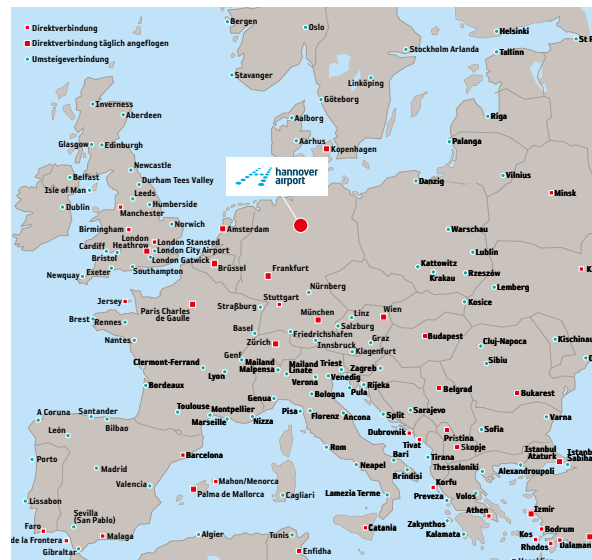 Direktverbindung
Direktverbindung täglich angeflogen
Umsteigeverbindung
Bergen
Oslo
Helsinki
St P
Stockholm Arlanda
Tallinn
Stavanger
Linköping
Göteborg
Inverness
Aberdeen
Aalborg
Riga
Glasgow
Edinburgh
Aarhus
Kopenhagen
Palanga
hannover
airport
Newcastle
Belfast
Durham Tees Valley
Isle of Man
Leeds
Danzig
Vilnius
Minsk
Dublin
Humberside
Manchester
Norwich
Birmingham
Amsterdam
Warschau
London
Heathrow
London Stansted
London City Airport
Cardiff
Bristol
London Gatwick
Lublin
Exeter
Southampton
Newquay
Brüssel
Frankfurt
Kattowitz
Krakau
Rzeszów
K
Lemberg
Nürnberg
Jersey
Paris Charles
de Gaulle
Stuttgart
Kosice
Straßburg
München
Linz
Wien
Salzburg
Brest
Rennes
Basel
Friedrichshafen
Nantes
Zürich
Innsbruck
Graz
Klagenfurt
Budapest
Cluj-Napoca
Kischinau
Genf
Clermont-Ferrand
Lyon
Mailand
Malpensa
Mailand
Linate
Triest
Zagreb
Sibiu
Verona
Venedig
Rijeka
Bordeaux
Genua
Bologna
Pula
Belgrad
Bukarest
Toulouse
Montpellier
Marseille
Nizza
Pisa
Florenz
Ancona
Split
Sarajevo
A Coruna
Santander
Bilbao
León
Dubrovnik
Pristina
Sofia
Varna
Tivat
Skopje
Rom
Bari
Tirana
Istanbul
Ataturk
Istanb
Sabiha
Porto
Barcelona
Thessaloniki
Alexandroupoli
Madrid
Neapel
Brindisi
Korfu
Mahon/Menorca
Valencia
Palma de Mallorca
Cagliari
Lamezia Terme
Preveza
Volos
Lissabon
Sevilla
(San Pablo)
Athen
Izmir
Faro
Zakynthos
Catania
Kalamata
Bodrum
Kos
de la Frontera
Malaga
Gibraltar
Algier
Tunis
Enfidha
Rhodos
Dalaman